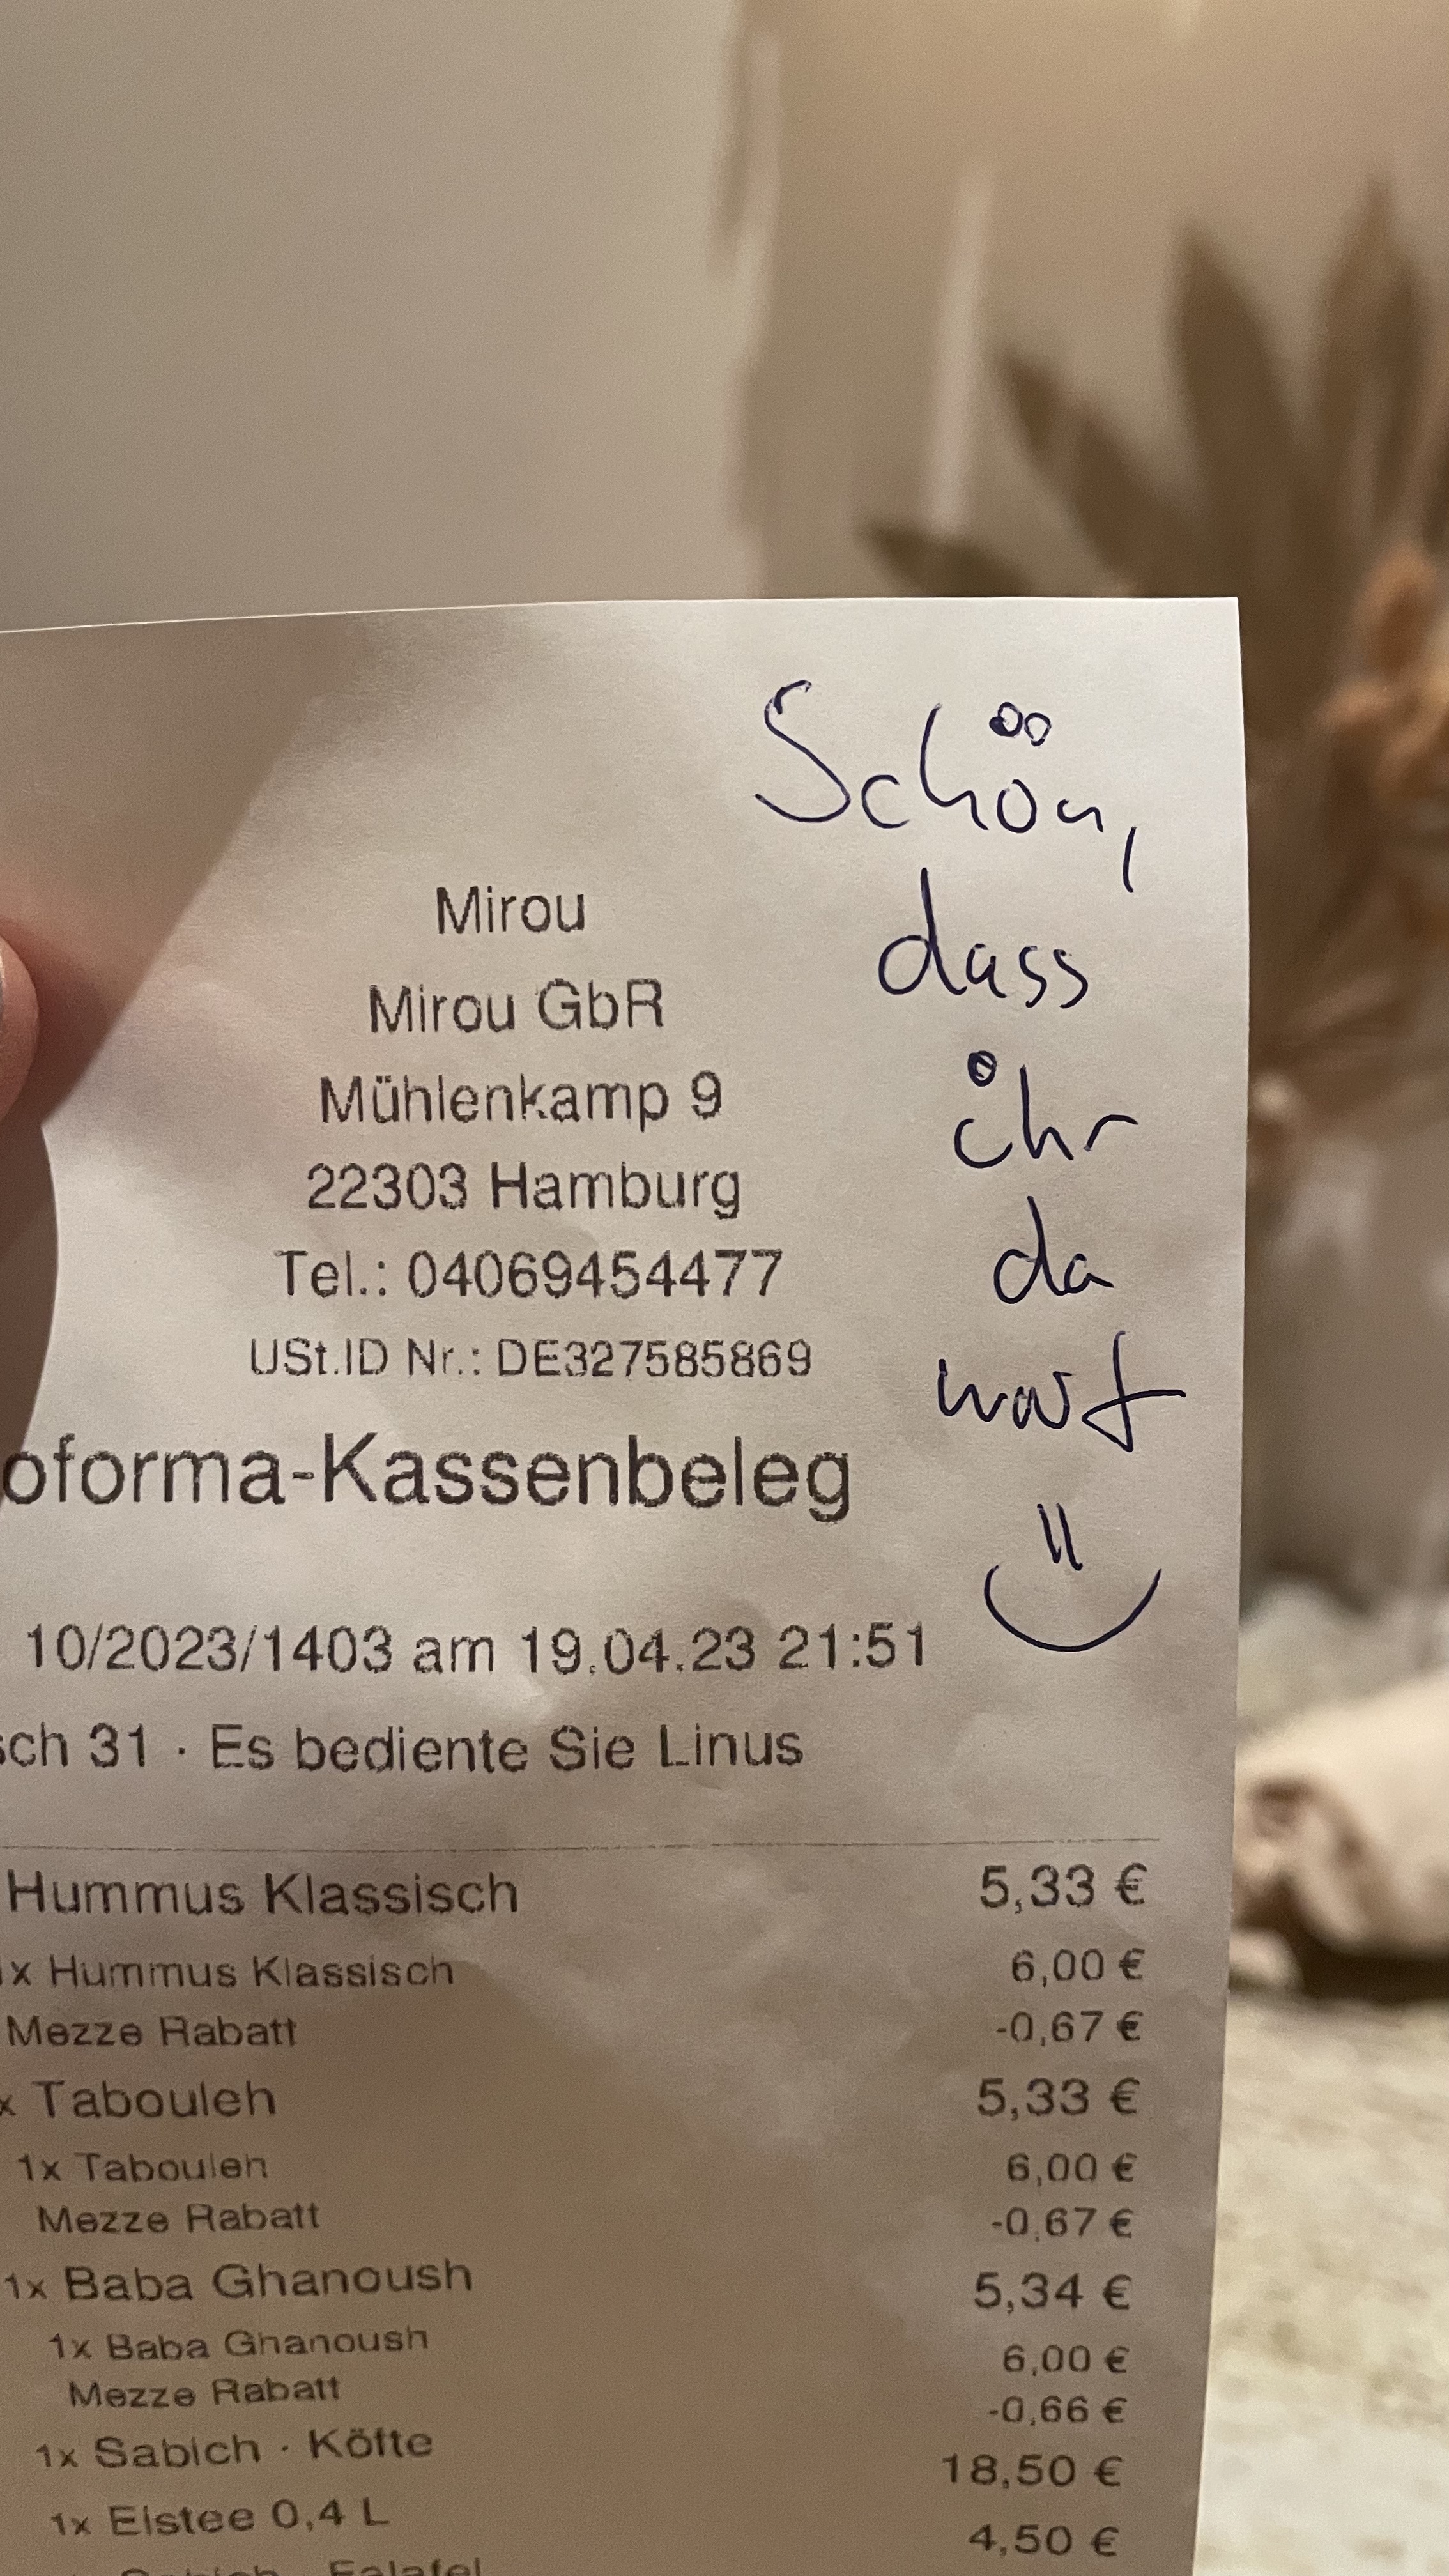 Schön,
dass
ihr
da
wart
Mirou
Mirou GbR
Mühlenkamp 9
22303 Hamburg
Tel.: 04069454477
USt.ID Nr.: DE327585869
oforma-Kassenbeleg
10/2023/1403 am 19.04.23 21:51
sch 31 · Es bediente Sie Linus
Hummus Klassisch 5,33 €
1x Hummus Klassisch 6,00 €
Mezze Rabatt -0,67 €
x Tabouleh 5,33 €
1x Tabouleh 6,00 €
Mezze Rabatt -0,67 €
1x Baba Ghanoush 5,34 €
1x Baba Ghanoush 6,00 €
Mezze Rabatt -0,66 €
1x Sabich · Köfte 18,50 €
1x Eistee 0,4 L 4,50 €
Sabich · Falafel